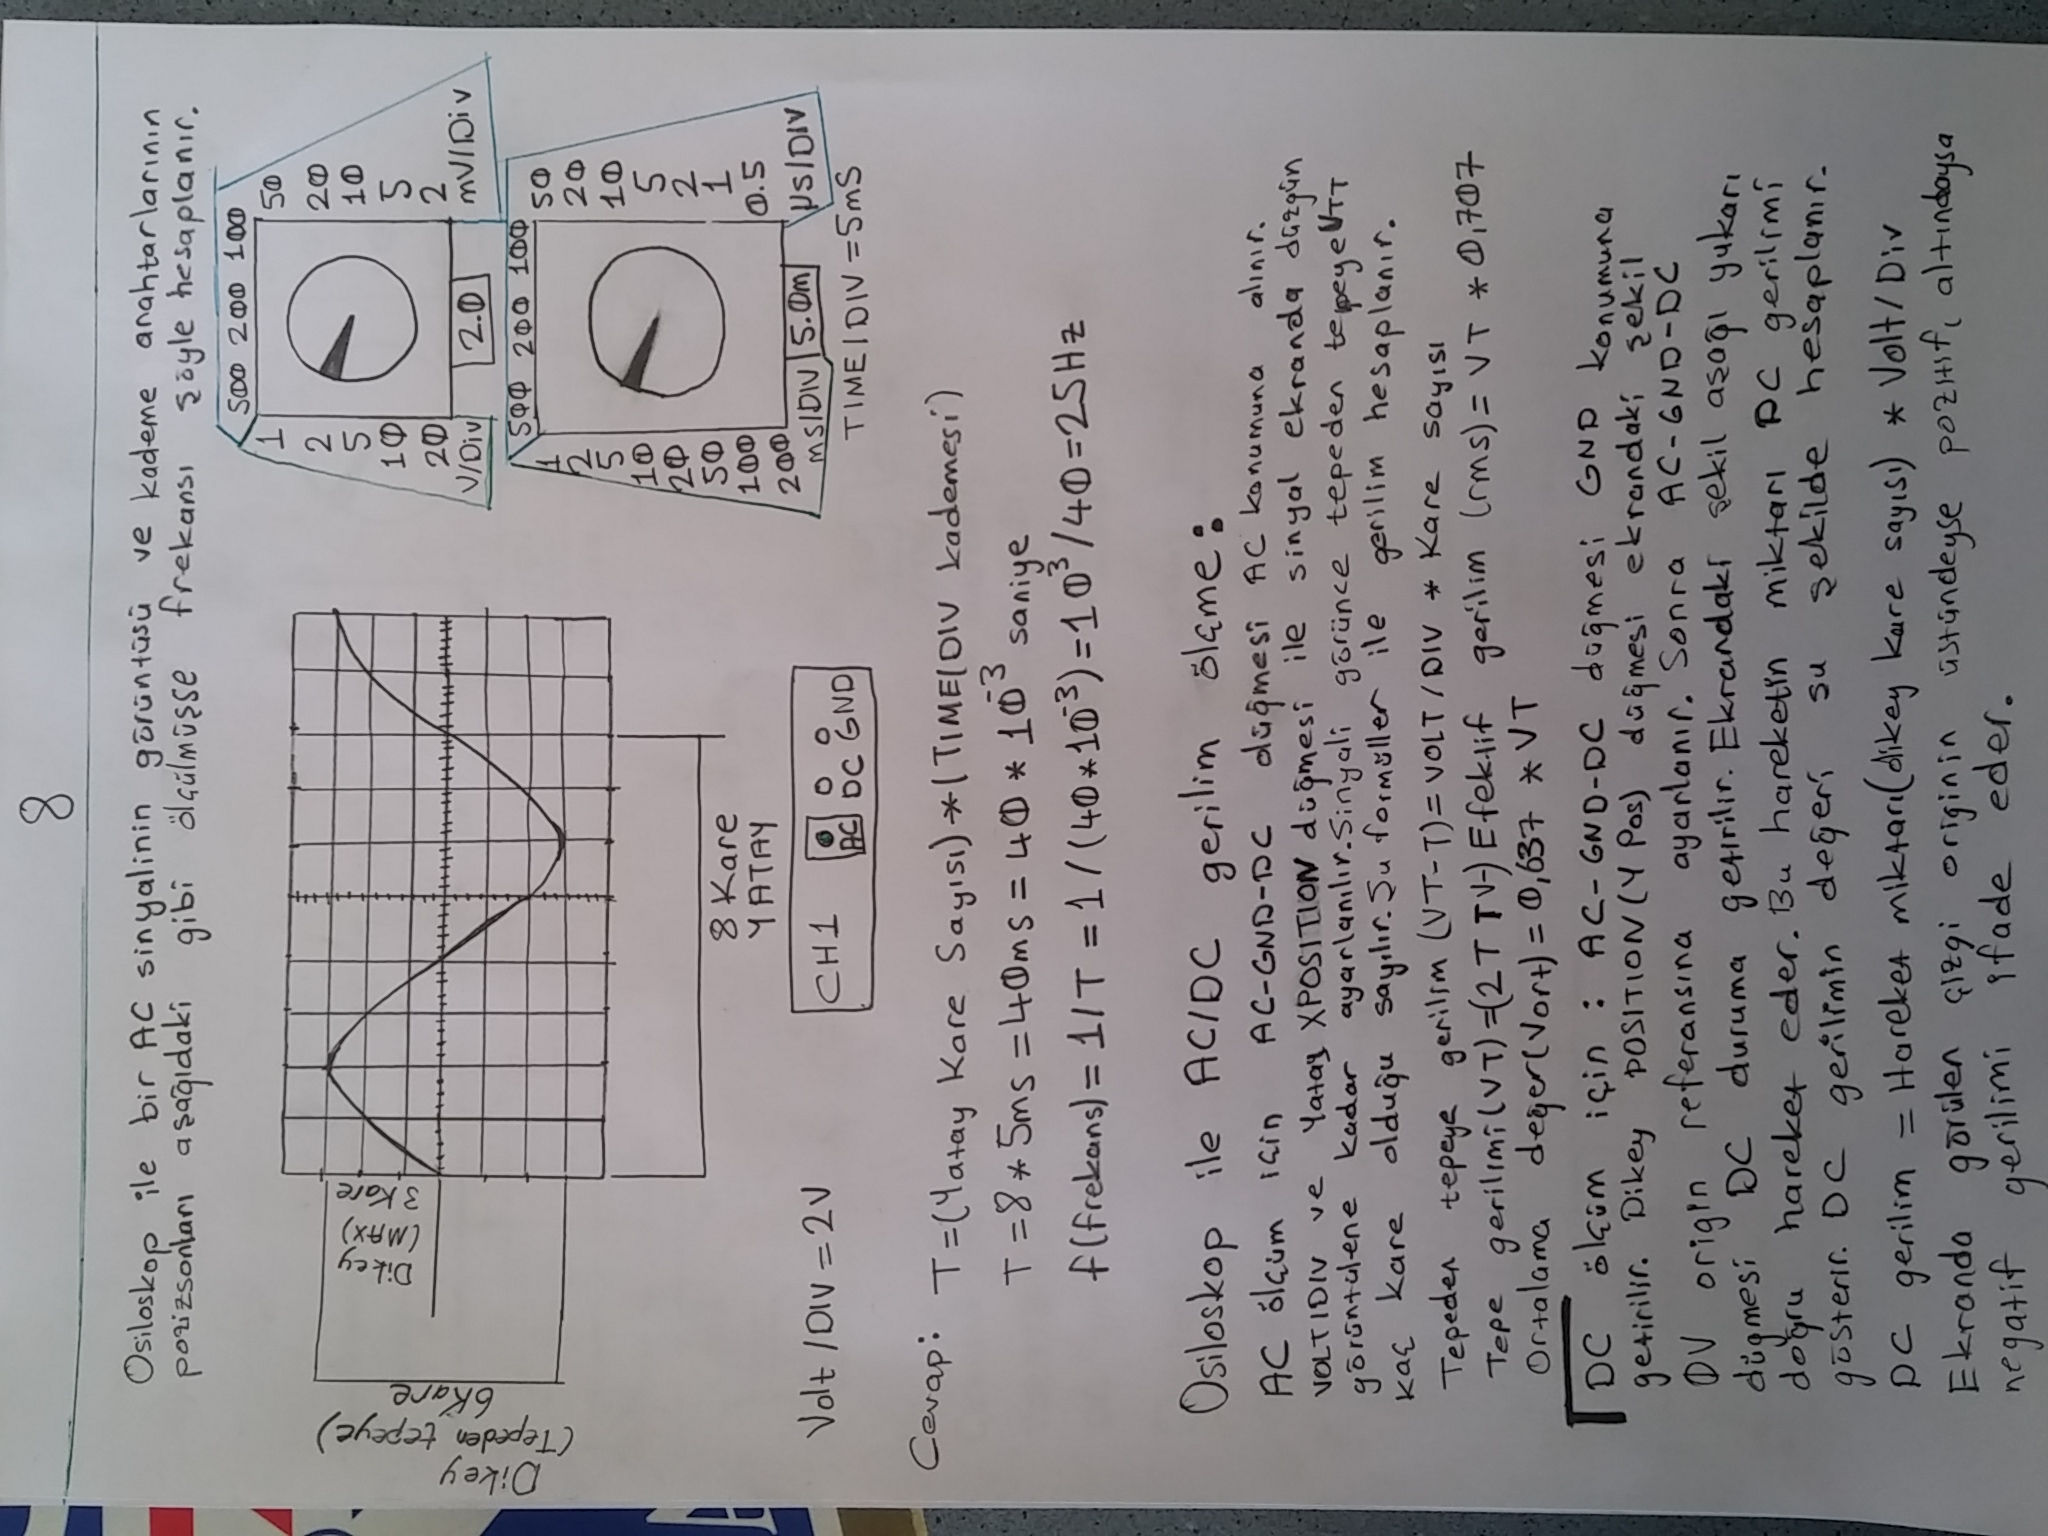 8
Osiloskop ile bir AC sinyalinin görüntüsü ve kademe anahtarlarının
pozizsonları aşağıdaki gibi ölçülmüşse frekansı şöyle hesaplanır.
Dikey
(Tepeden tepeye)
6 Kare
Dikey
(MAX)
3 Kare
500 200 100
1
2
5
10
20
V/Div
50
20
10
5
2
mV/Div
2.0
500 200 100
1
2
5
10
20
50
100
200
ms/DIV
50
20
10
5
2
1
0.5
µs/DIV
5.0m
TIME/DIV = 5mS
8 Kare
YATAY
Volt /DIV = 2V
CH1 AC DC GND
Cevap:
T=(Yatay Kare Sayısı)*(TIME/DIV kademesi)
T =8 * 5ms =40ms = 40 * 10⁻³ saniye
f(frekans)= 1/T = 1/(40*10⁻³)=10³/40=25Hz
Osiloskop ile AC/DC gerilim ölçme:
AC ölçüm için AC-GND-DC düğmesi AC konumuna alınır.
VOLT/DIV ve Yatay XPOSITION düğmesi ile sinyal ekranda düzgün
görüntülene kadar ayarlanılır. Sinyali görünce tepeden tepeye VTT
kaç kare olduğu sayılır. Şu formüller ile gerilim hesaplanır.
Tepeden tepeye gerilim (VT-T)= VOLT/DIV * Kare sayısı
Tepe gerilimi(VT)=(2TTV-) Efektif gerilim (rms)= VT *0,707
Ortalama değer(Vort)= 0,637 *VT
DC ölçüm için : AC-GND-DC düğmesi GND konumuna
getirilir. Dikey POSITION(Y Pos) düğmesi ekrandaki şekil
0V origin referansına ayarlanır. Sonra AC-GND-DC
düğmesi DC duruma getirilir. Ekrandaki şekil aşağı yukarı
doğru hareket eder. Bu hareketin miktarı DC gerilimi
gösterir. DC gerilimin değeri su şekilde hesaplanır.
DC gerilim = Hareket miktarı(dikey kare sayısı) * Volt/Div
Ekranda görülen çizgi originin üstündeyse pozitif, altındaysa
negatif gerilimi ifade eder.